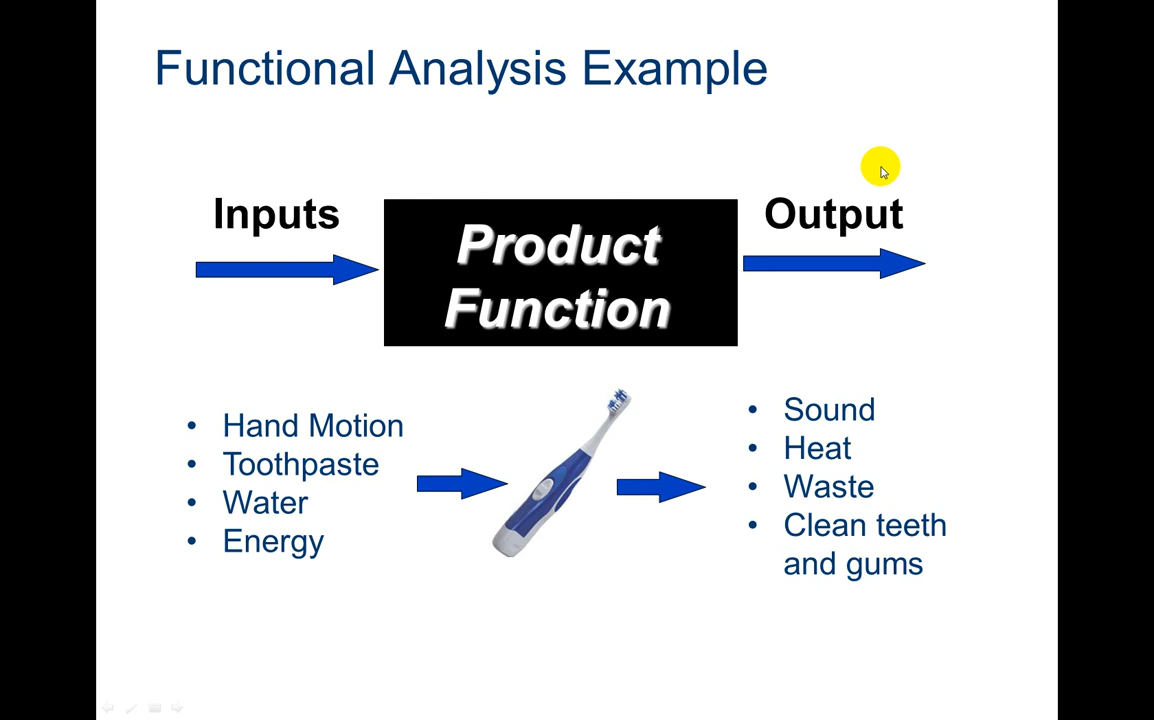 Functional Analysis Example
Inputs
Product
Function
Output
• Hand Motion
• Toothpaste
• Water
• Energy
• Sound
• Heat
• Waste
• Clean teeth
and gums